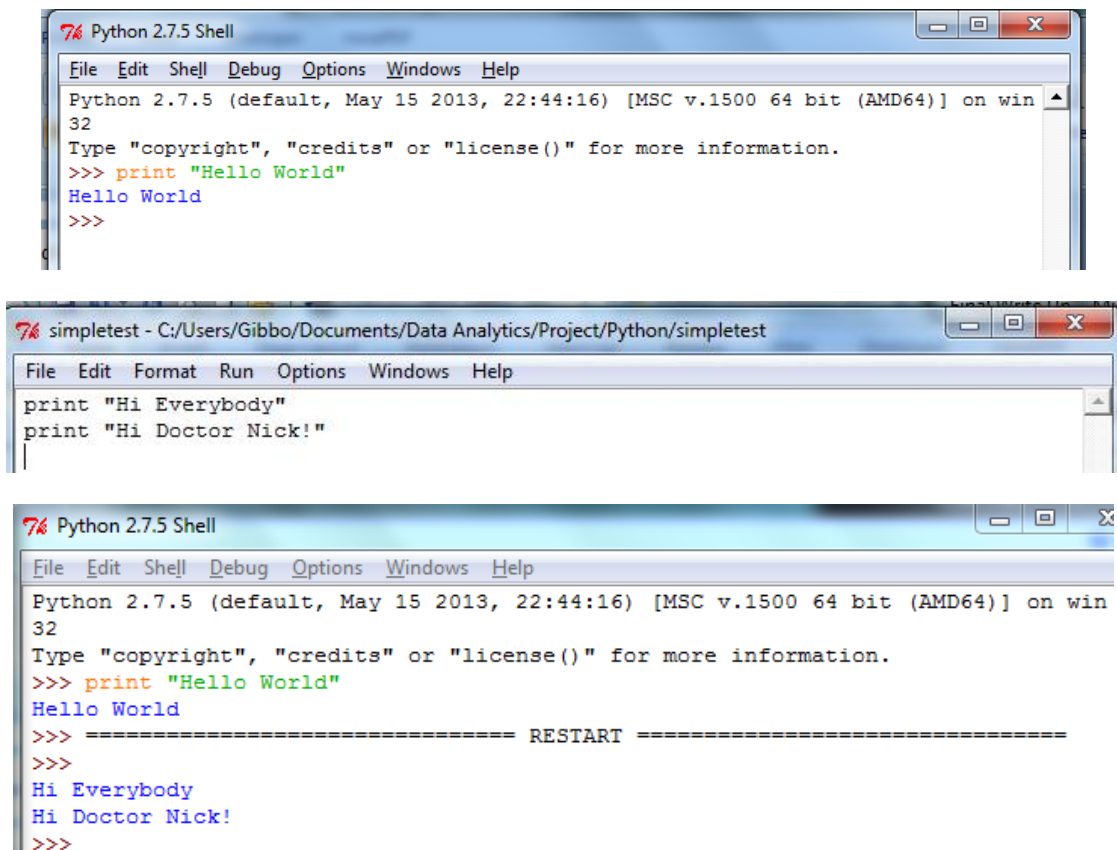 Python 2.7.5 Shell
File Edit Shell Debug Options Windows Help
Python 2.7.5 (default, May 15 2013, 22:44:16) [MSC v.1500 64 bit (AMD64)] on win
32
Type "copyright", "credits" or "license()" for more information.
>>> print "Hello World"
Hello World
>>>
simpletest - C:/Users/Gibbo/Documents/Data Analytics/Project/Python/simpletest
File Edit Format Run Options Windows Help
print "Hi Everybody"
print "Hi Doctor Nick!"
Python 2.7.5 Shell
File Edit Shell Debug Options Windows Help
Python 2.7.5 (default, May 15 2013, 22:44:16) [MSC v.1500 64 bit (AMD64)] on win
32
Type "copyright", "credits" or "license()" for more information.
>>> print "Hello World"
Hello World
>>> ================================ RESTART ================================
>>>
Hi Everybody
Hi Doctor Nick!
>>>